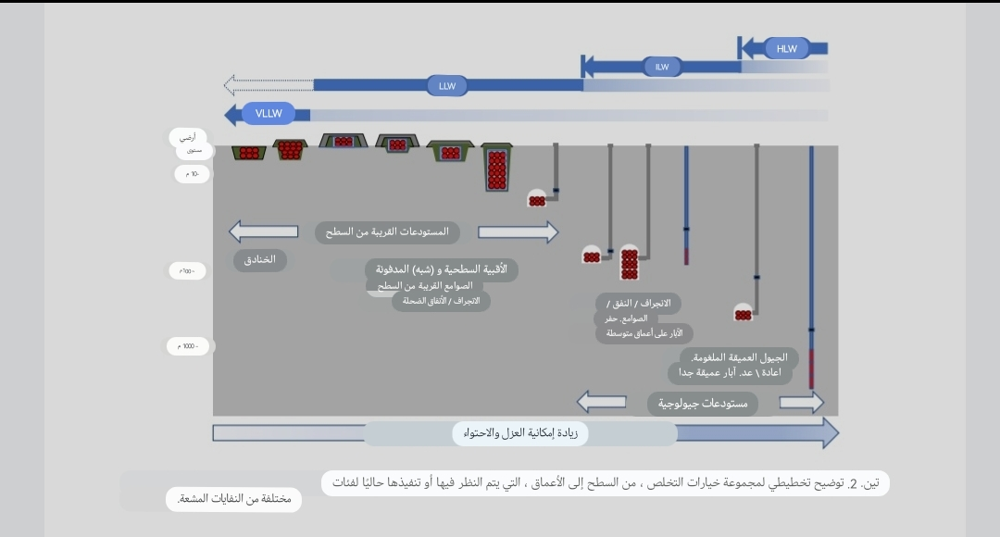 HLW
ILW
LLW
VLLW
أرضي
مستوى
-10 م
المستودعات القريبة من السطح
الخنادق
الأقبية السطحية و (شبه) المدفونة
الصوامع القريبة من السطح
الانجراف / الأنفاق الضحلة
-100م
الانجراف / النفق /
الصوامع. حفر
الآبار على أعماق متوسطة
-1000 م
الجيول العميقة الملغومة.
اعادة \ عد. آبار عميقة جدا
مستودعات جيولوجية
زيادة إمكانية العزل والاحتواء
تين. 2. توضيح تخطيطي لمجموعة خيارات التخلص ، من السطح إلى الأعماق ، التي يتم النظر فيها أو تنفيذها حاليًا لفئات
مختلفة من النفايات المشعة.